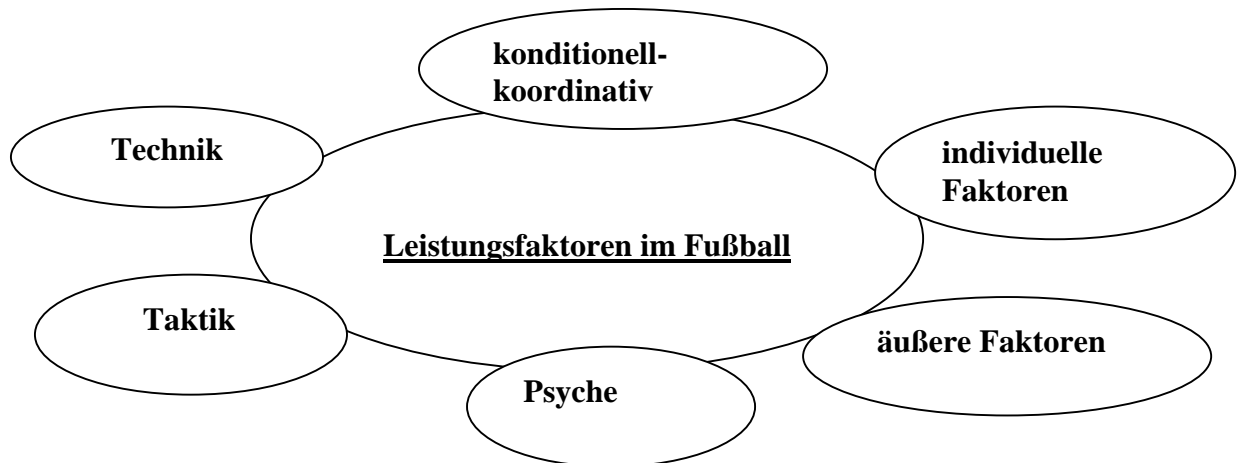 konditionell-
koordinativ
Technik
individuelle
Faktoren
Leistungsfaktoren im Fußball
Taktik
äußere Faktoren
Psyche